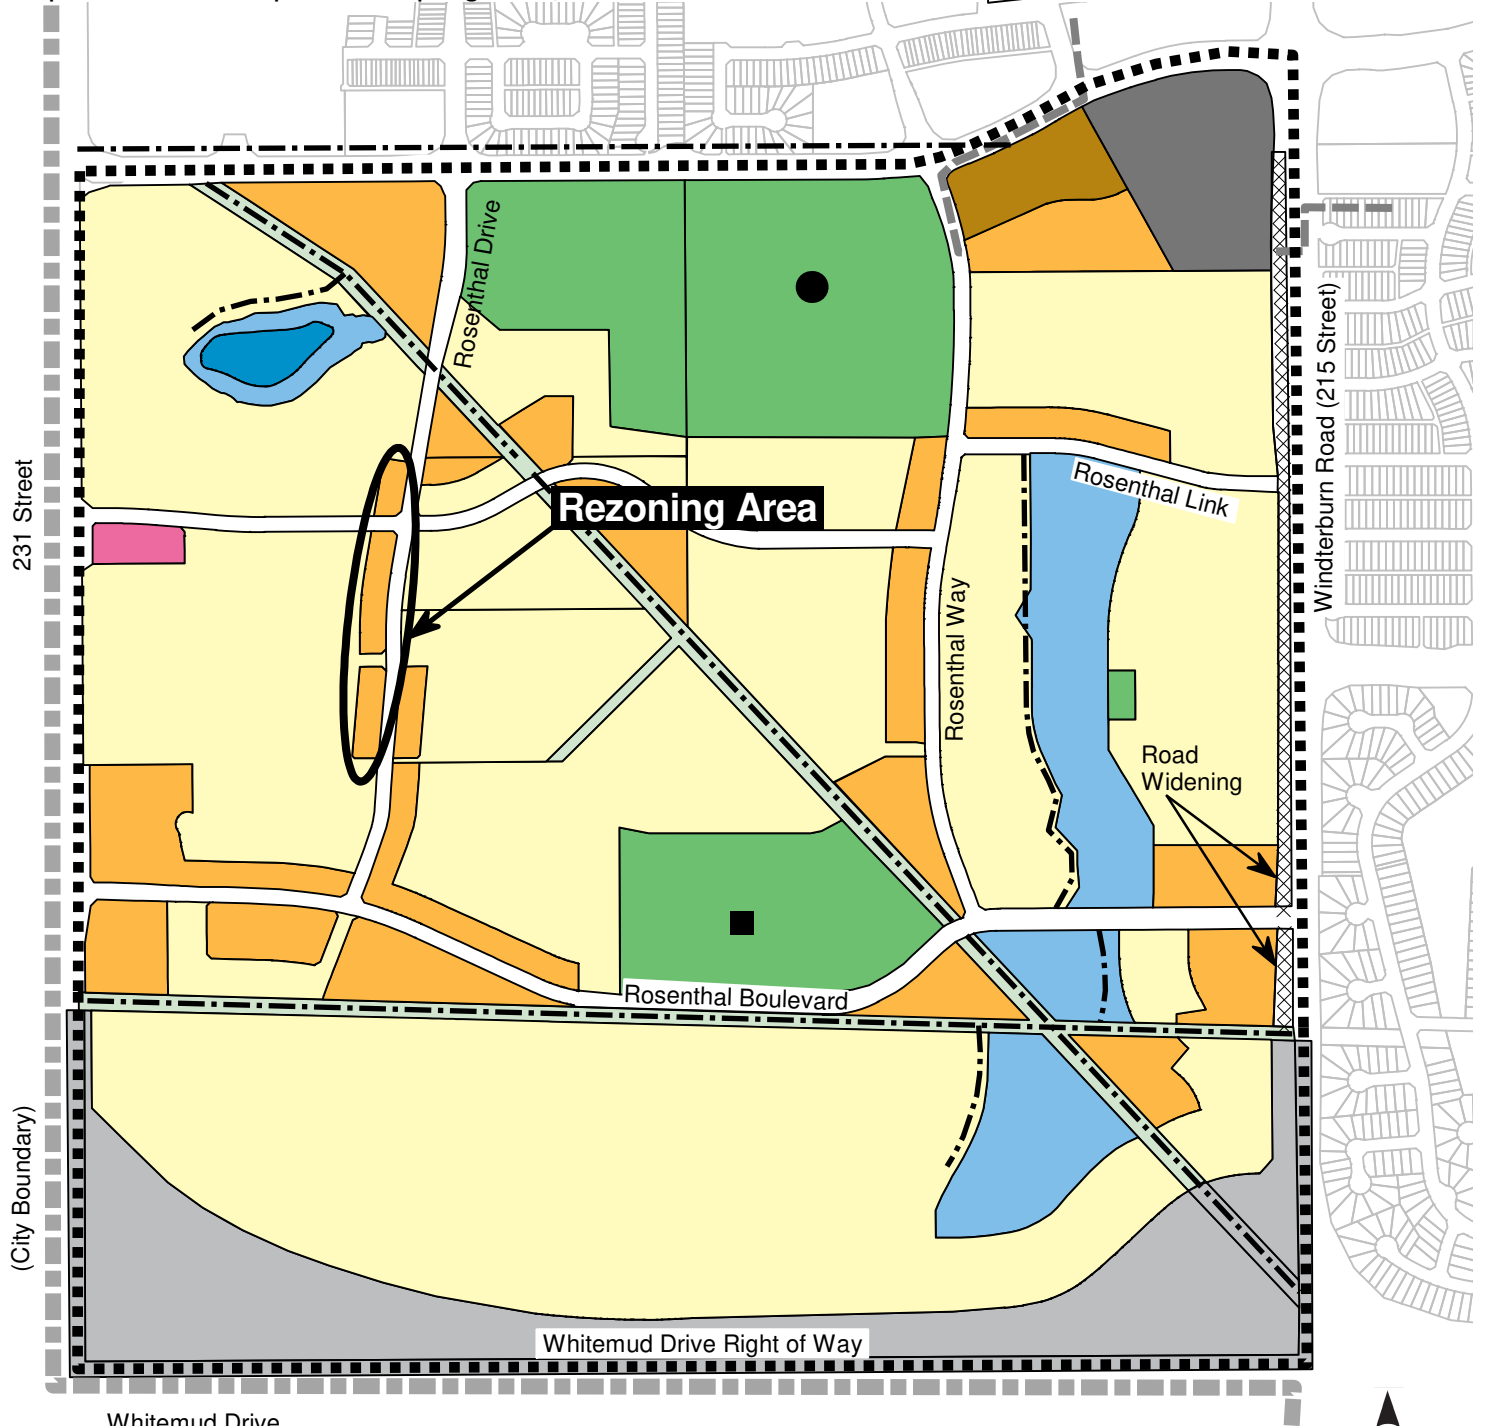 Rosenthal Drive
231 Street
Windterburn Road (215 Street)
Rosenthal Link
Rezoning Area
Rosenthal Way
Road
Widening
Rosenthal Boulevard
(City Boundary)
Whitemud Drive Right of Way
Whitemud Drive